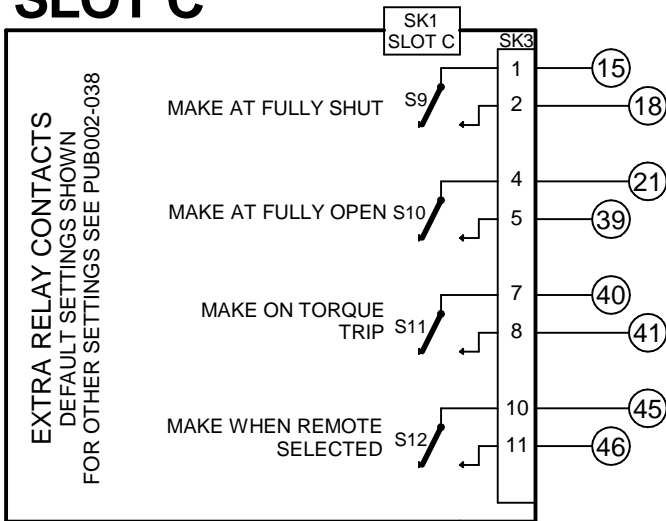 SLOT C
SK1
SLOT C
SK3
EXTRA RELAY CONTACTS
DEFAULT SETTINGS SHOWN
FOR OTHER SETTINGS SEE PUB002-038
MAKE AT FULLY SHUT S9
1 15
2 18
MAKE AT FULLY OPEN S10
4 21
5 39
MAKE ON TORQUE
TRIP S11
7 40
8 41
MAKE WHEN REMOTE
SELECTED S12
10 45
11 46